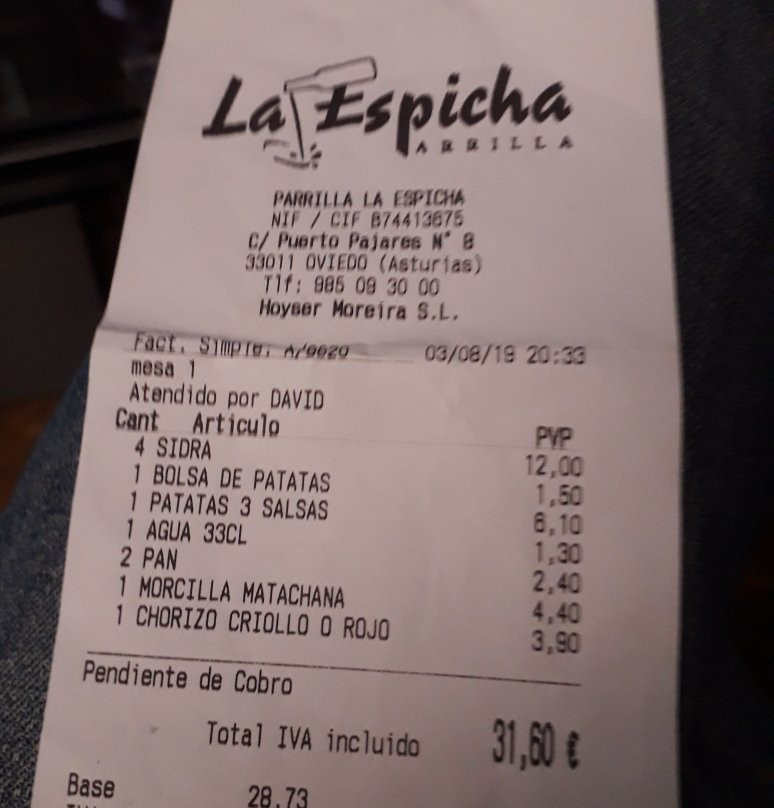 La Espicha
ARRILLA
PARRILLA LA ESPICHA
NIF / CIF B74413675
C/ Puerto Pajares Nº 8
33011 OVIEDO (Asturias)
Tlf: 985 09 30 00
Hoyser Moreira S.L.
Fact. Simple: 03/08/19 20:33
mesa 1
Atendido por DAVID
Cant Articulo PVP
4 SIDRA 12,00
1 BOLSA DE PATATAS 1,50
1 PATATAS 3 SALSAS 6,10
1 AGUA 33CL 1,30
2 PAN 2,40
1 MORCILLA MATACHANA 4,40
1 CHORIZO CRIOLLO O ROJO 3,90
Pendiente de Cobro
Total IVA incluido 31,60 €
Base 28,73